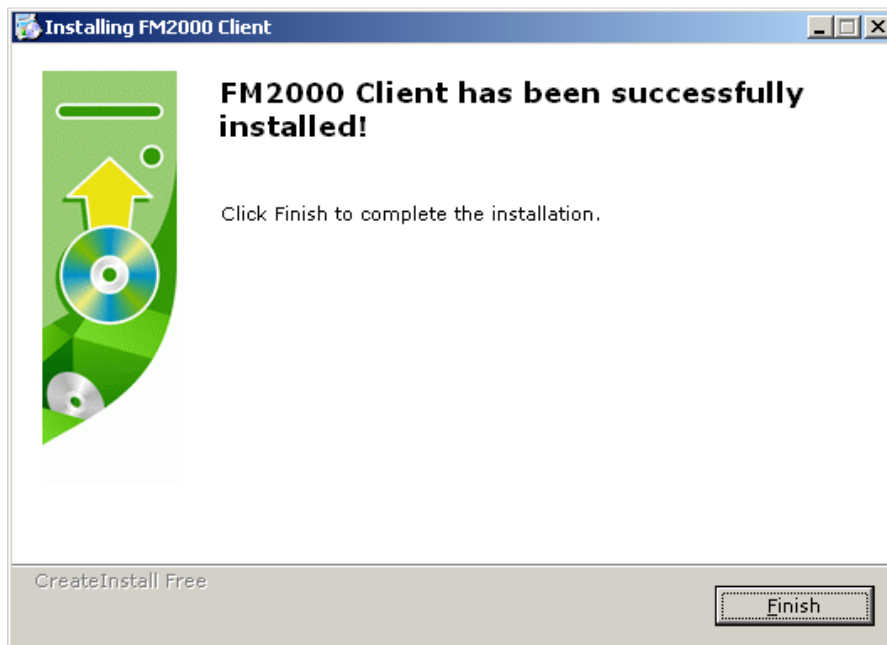 Installing FM2000 Client
FM2000 Client has been successfully
installed!
Click Finish to complete the installation.
CreateInstall Free
Finish